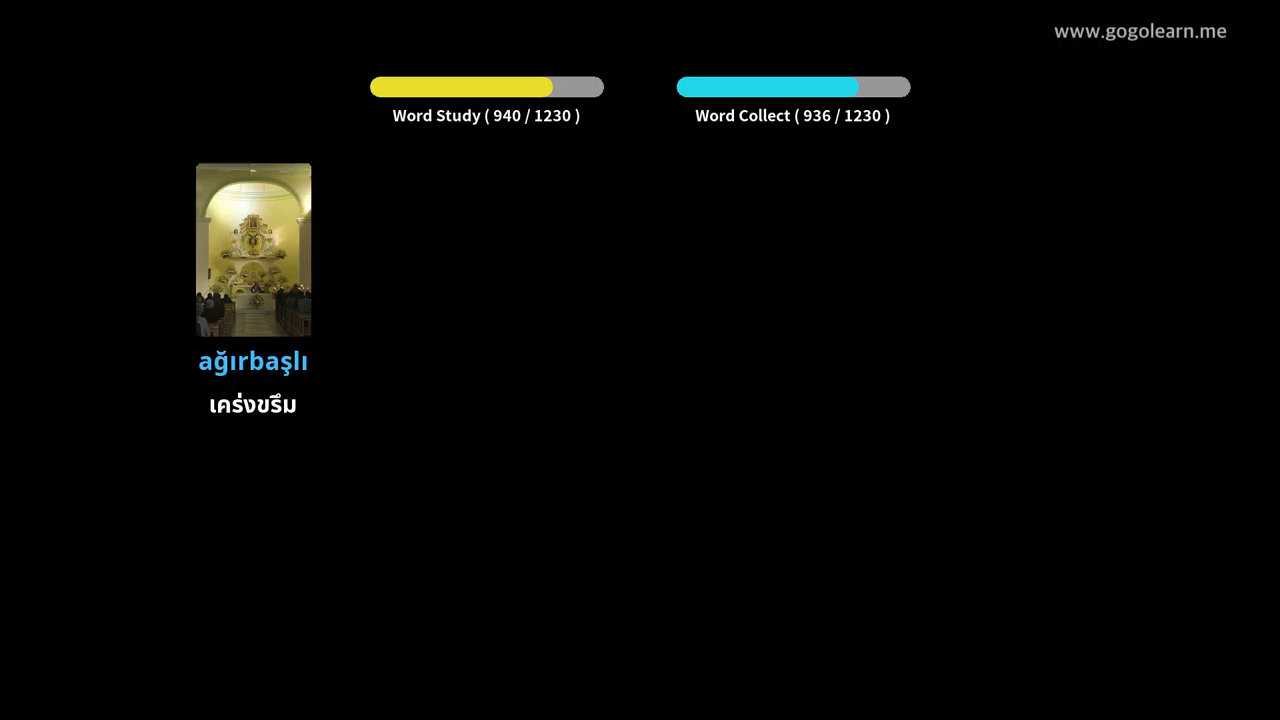 www.gogolearn.me
Word Study ( 940 / 1230 )
Word Collect ( 936 / 1230 )
ağırbaşlı
เคร่งขรึม